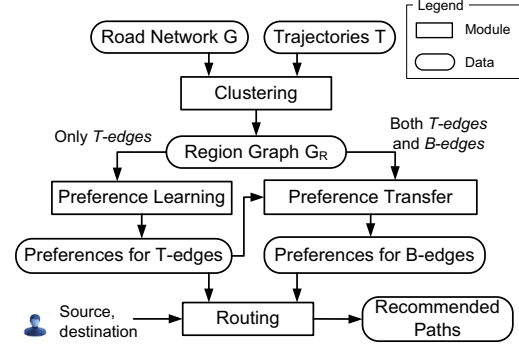 Legend
Road Network G
Trajectories T
Module
Data
Clustering
Only T-edges
Both T-edges
and B-edges
Region Graph GR
Preference Learning
Preference Transfer
Preferences for T-edges
Preferences for B-edges
Source,
destination
Routing
Recommended
Paths